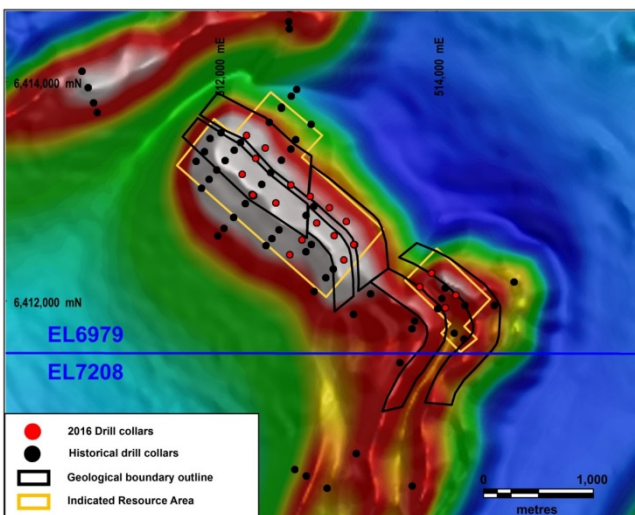 512,000 mE
514,000 mE
6,414,000 mN
6,412,000 mN
EL6979
EL7208
2016 Drill collars
Historical drill collars
Geological boundary outline
Indicated Resource Area
0 1,000
metres